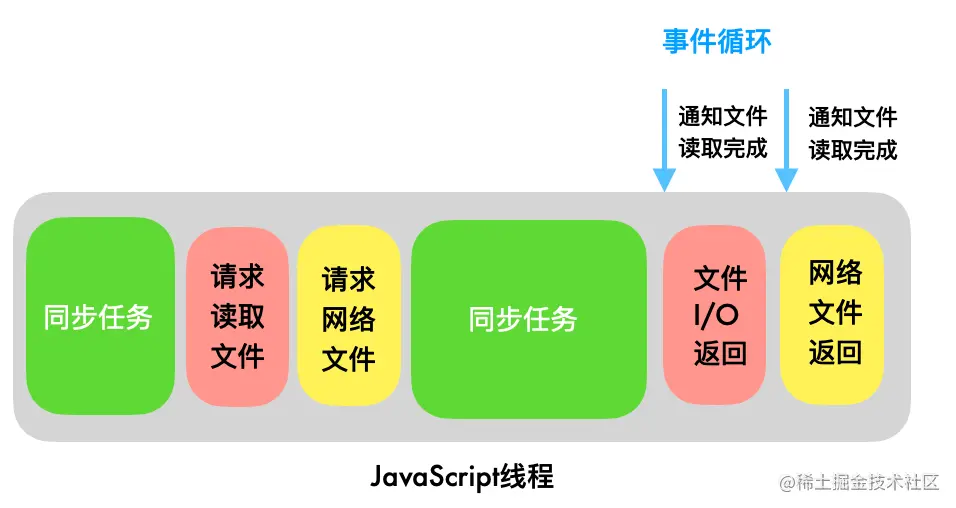 事件循环
通知文件
读取完成
通知文件
读取完成
同步任务
请求
读取
文件
请求
网络
文件
同步任务
文件
I/O
返回
网络
文件
返回
JavaScript线程
@稀土掘金技术社区